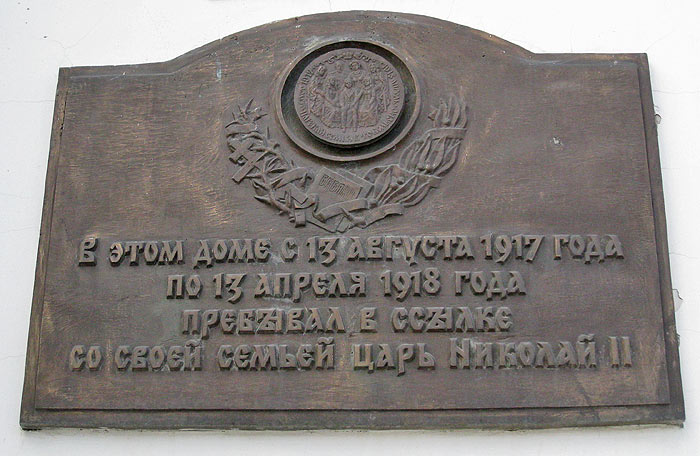 В ЭТОМ ДОМЕ С 13 АВГУСТА 1917 ГОДА
ПО 13 АПРЕЛЯ 1918 ГОДА
ПРЕБЫВАЛ В ССЫЛКЕ
СО СВОЕЙ СЕМЬЕЙ ЦАРЬ НИКОЛАЙ II